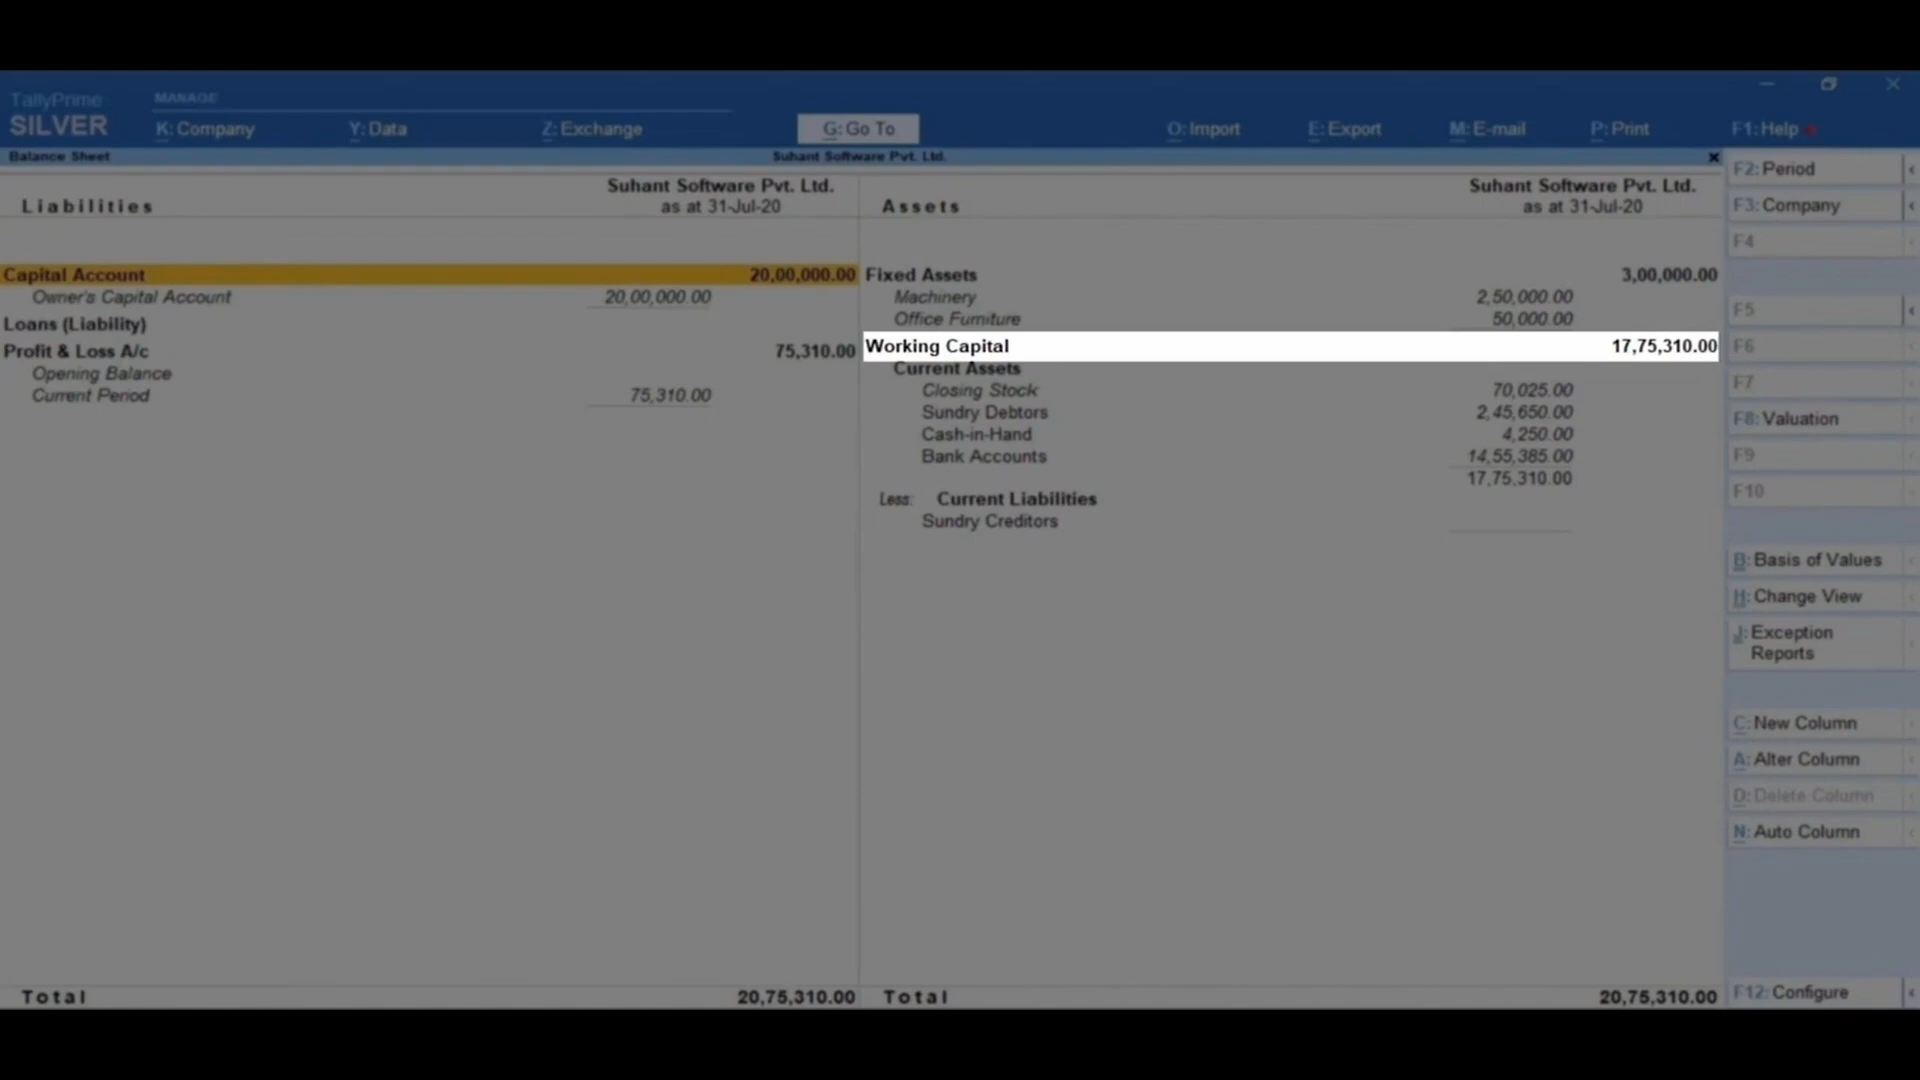 TallyPrime
SILVER
MANAGE
K: Company Y: Data Z: Exchange G: Go To O: Import E: Export M: E-mail P: Print F1: Help
Balance Sheet Suhant Software Pvt. Ltd.
Liabilities Suhant Software Pvt. Ltd.
as at 31-Jul-20
Capital Account 20,00,000.00
Owner's Capital Account 20,00,000.00
Loans (Liability)
Profit & Loss A/c 75,310.00
Opening Balance
Current Period 75,310.00
Total 20,75,310.00
Assets Suhant Software Pvt. Ltd.
as at 31-Jul-20
Fixed Assets 3,00,000.00
Machinery 2,50,000.00
Office Furniture 50,000.00
Working Capital 17,75,310.00
Current Assets
Closing Stock 70,025.00
Sundry Debtors 2,45,650.00
Cash-in-Hand 4,250.00
Bank Accounts 14,55,385.00
17,75,310.00
Less: Current Liabilities
Sundry Creditors
Total 20,75,310.00
F2: Period
F3: Company
F4
F5
F6
F7
F8: Valuation
F9
F10
B: Basis of Values
H: Change View
J: Exception
Reports
C: New Column
A: Alter Column
D: Delete Column
N: Auto Column
F12: Configure